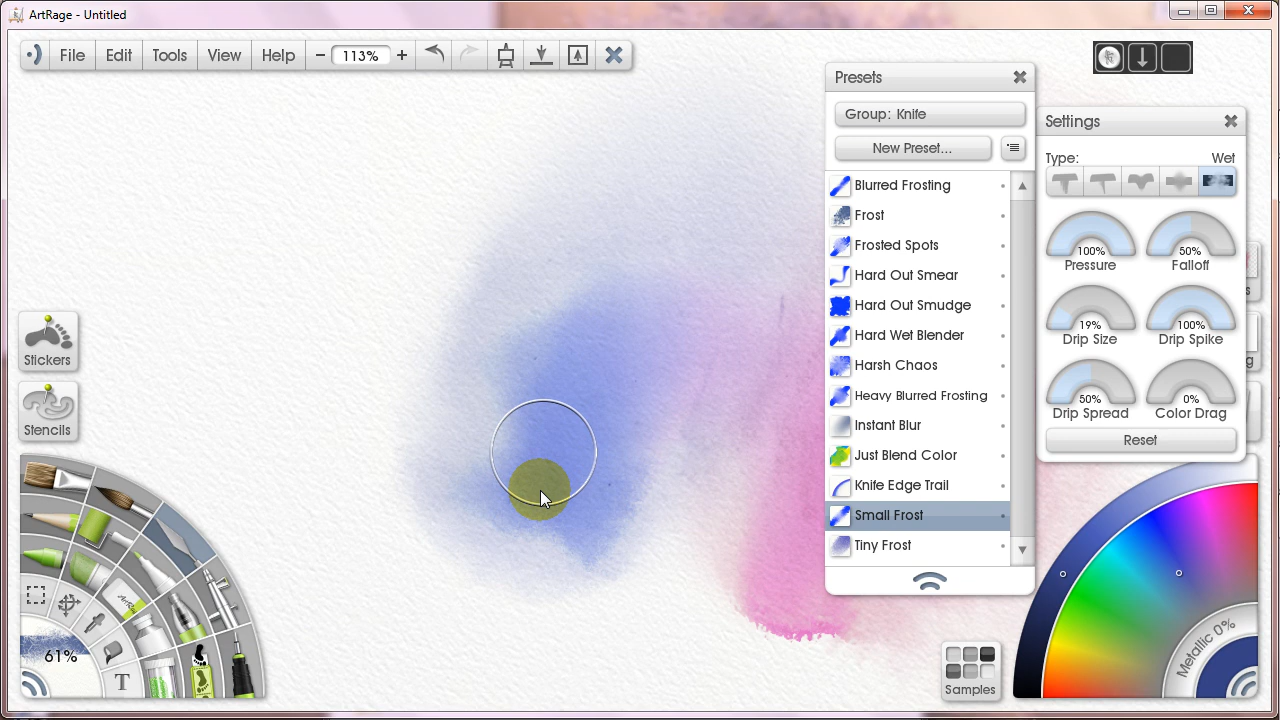 ArtRage - Untitled
File Edit Tools View Help − 113% +
Presets
Group: Knife
New Preset...
Blurred Frosting
Frost
Frosted Spots
Hard Out Smear
Hard Out Smudge
Hard Wet Blender
Harsh Chaos
Heavy Blurred Frosting
Instant Blur
Just Blend Color
Knife Edge Trail
Small Frost
Tiny Frost
Settings
Type: Wet
100% 50%
Pressure Falloff
19% 100%
Drip Size Drip Spike
50% 0%
Drip Spread Color Drag
Reset
Stickers
Stencils
61%
T
Samples
Metallic 0%